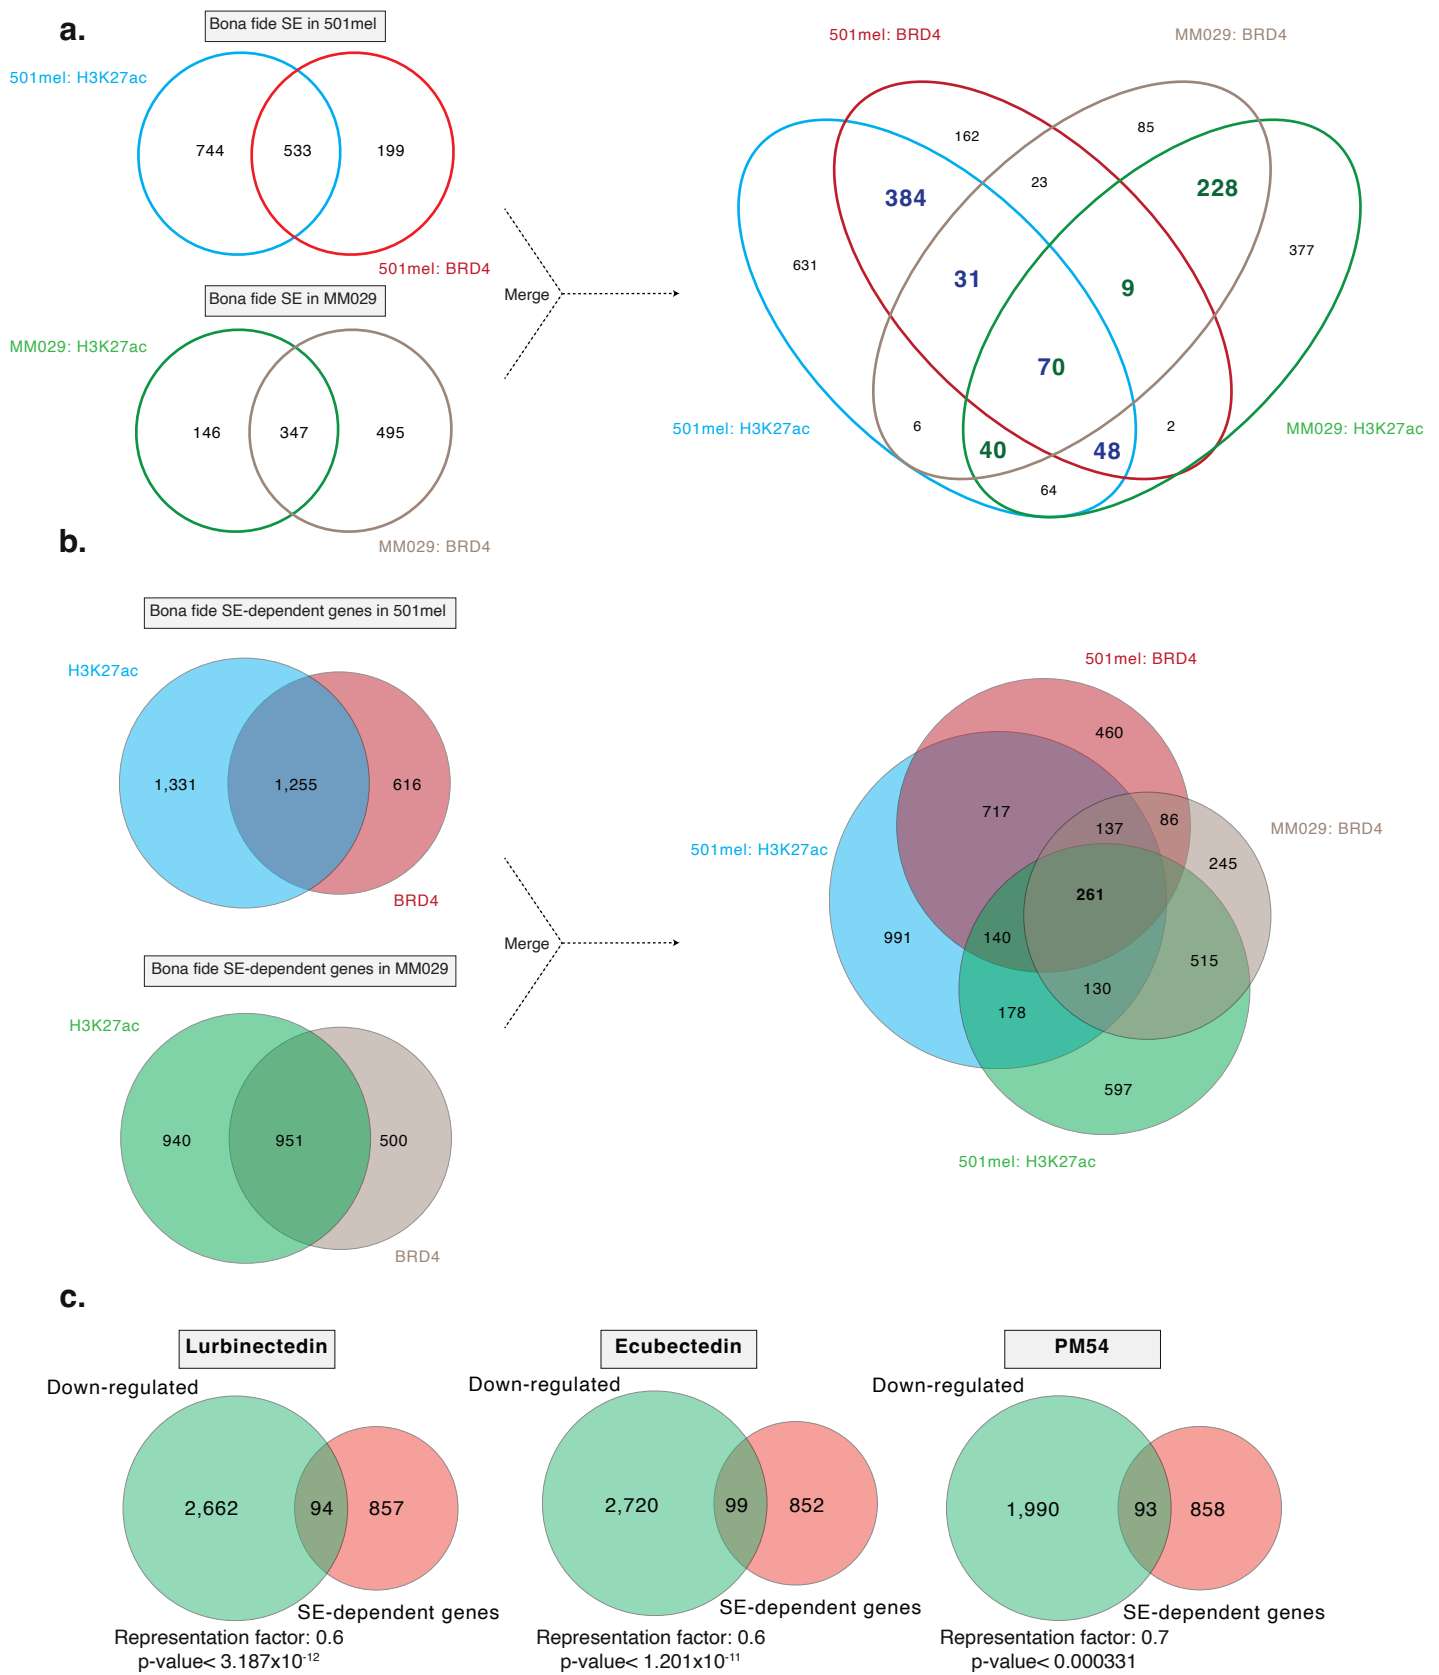 a.
Bona fide SE in 501mel
501mel: H3K27ac
744
533
199
501mel: BRD4
Bona fide SE in MM029
MM029: H3K27ac
146
347
495
MM029: BRD4
Merge
501mel: BRD4
MM029: BRD4
162
85
23
384
228
631
377
31
9
70
501mel: H3K27ac
MM029: H3K27ac
6
2
40
48
64
b.
Bona fide SE-dependent genes in 501mel
H3K27ac
1,331
1,255
616
BRD4
Bona fide SE-dependent genes in MM029
H3K27ac
940
951
500
BRD4
Merge
501mel: BRD4
460
717
137
86
MM029: BRD4
501mel: H3K27ac
245
261
991
140
515
130
178
597
501mel: H3K27ac
c.
Lurbinectedin
Down-regulated
2,662
94
857
SE-dependent genes
Representation factor: 0.6
p-value< 3.187x10⁻¹²
Ecubectedin
Down-regulated
2,720
99
852
SE-dependent genes
Representation factor: 0.6
p-value< 1.201x10⁻¹¹
PM54
Down-regulated
1,990
93
858
SE-dependent genes
Representation factor: 0.7
p-value< 0.000331